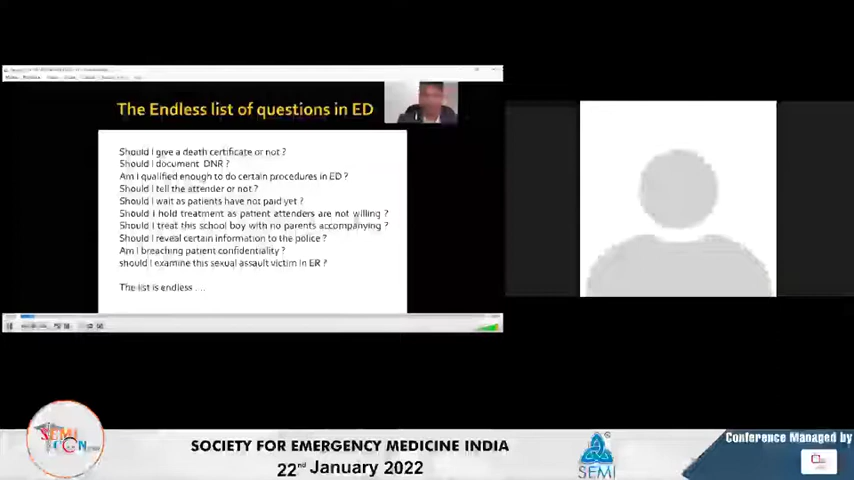 The Endless list of questions in ED
Should I give a death certificate or not ?
Should I document DNR ?
Am I qualified enough to do certain procedures in ED ?
Should I tell the attender or not ?
Should I wait as patients have not paid yet ?
Should I hold treatment as patient attenders are not willing ?
Should I treat this school boy with no parents accompanying ?
Should I reveal certain information to the police ?
Am I breaching patient confidentiality ?
should I examine this sexual assault victim in ER ?
The list is endless ...
SOCIETY FOR EMERGENCY MEDICINE INDIA
22nd January 2022
SEMI
Conference Managed by